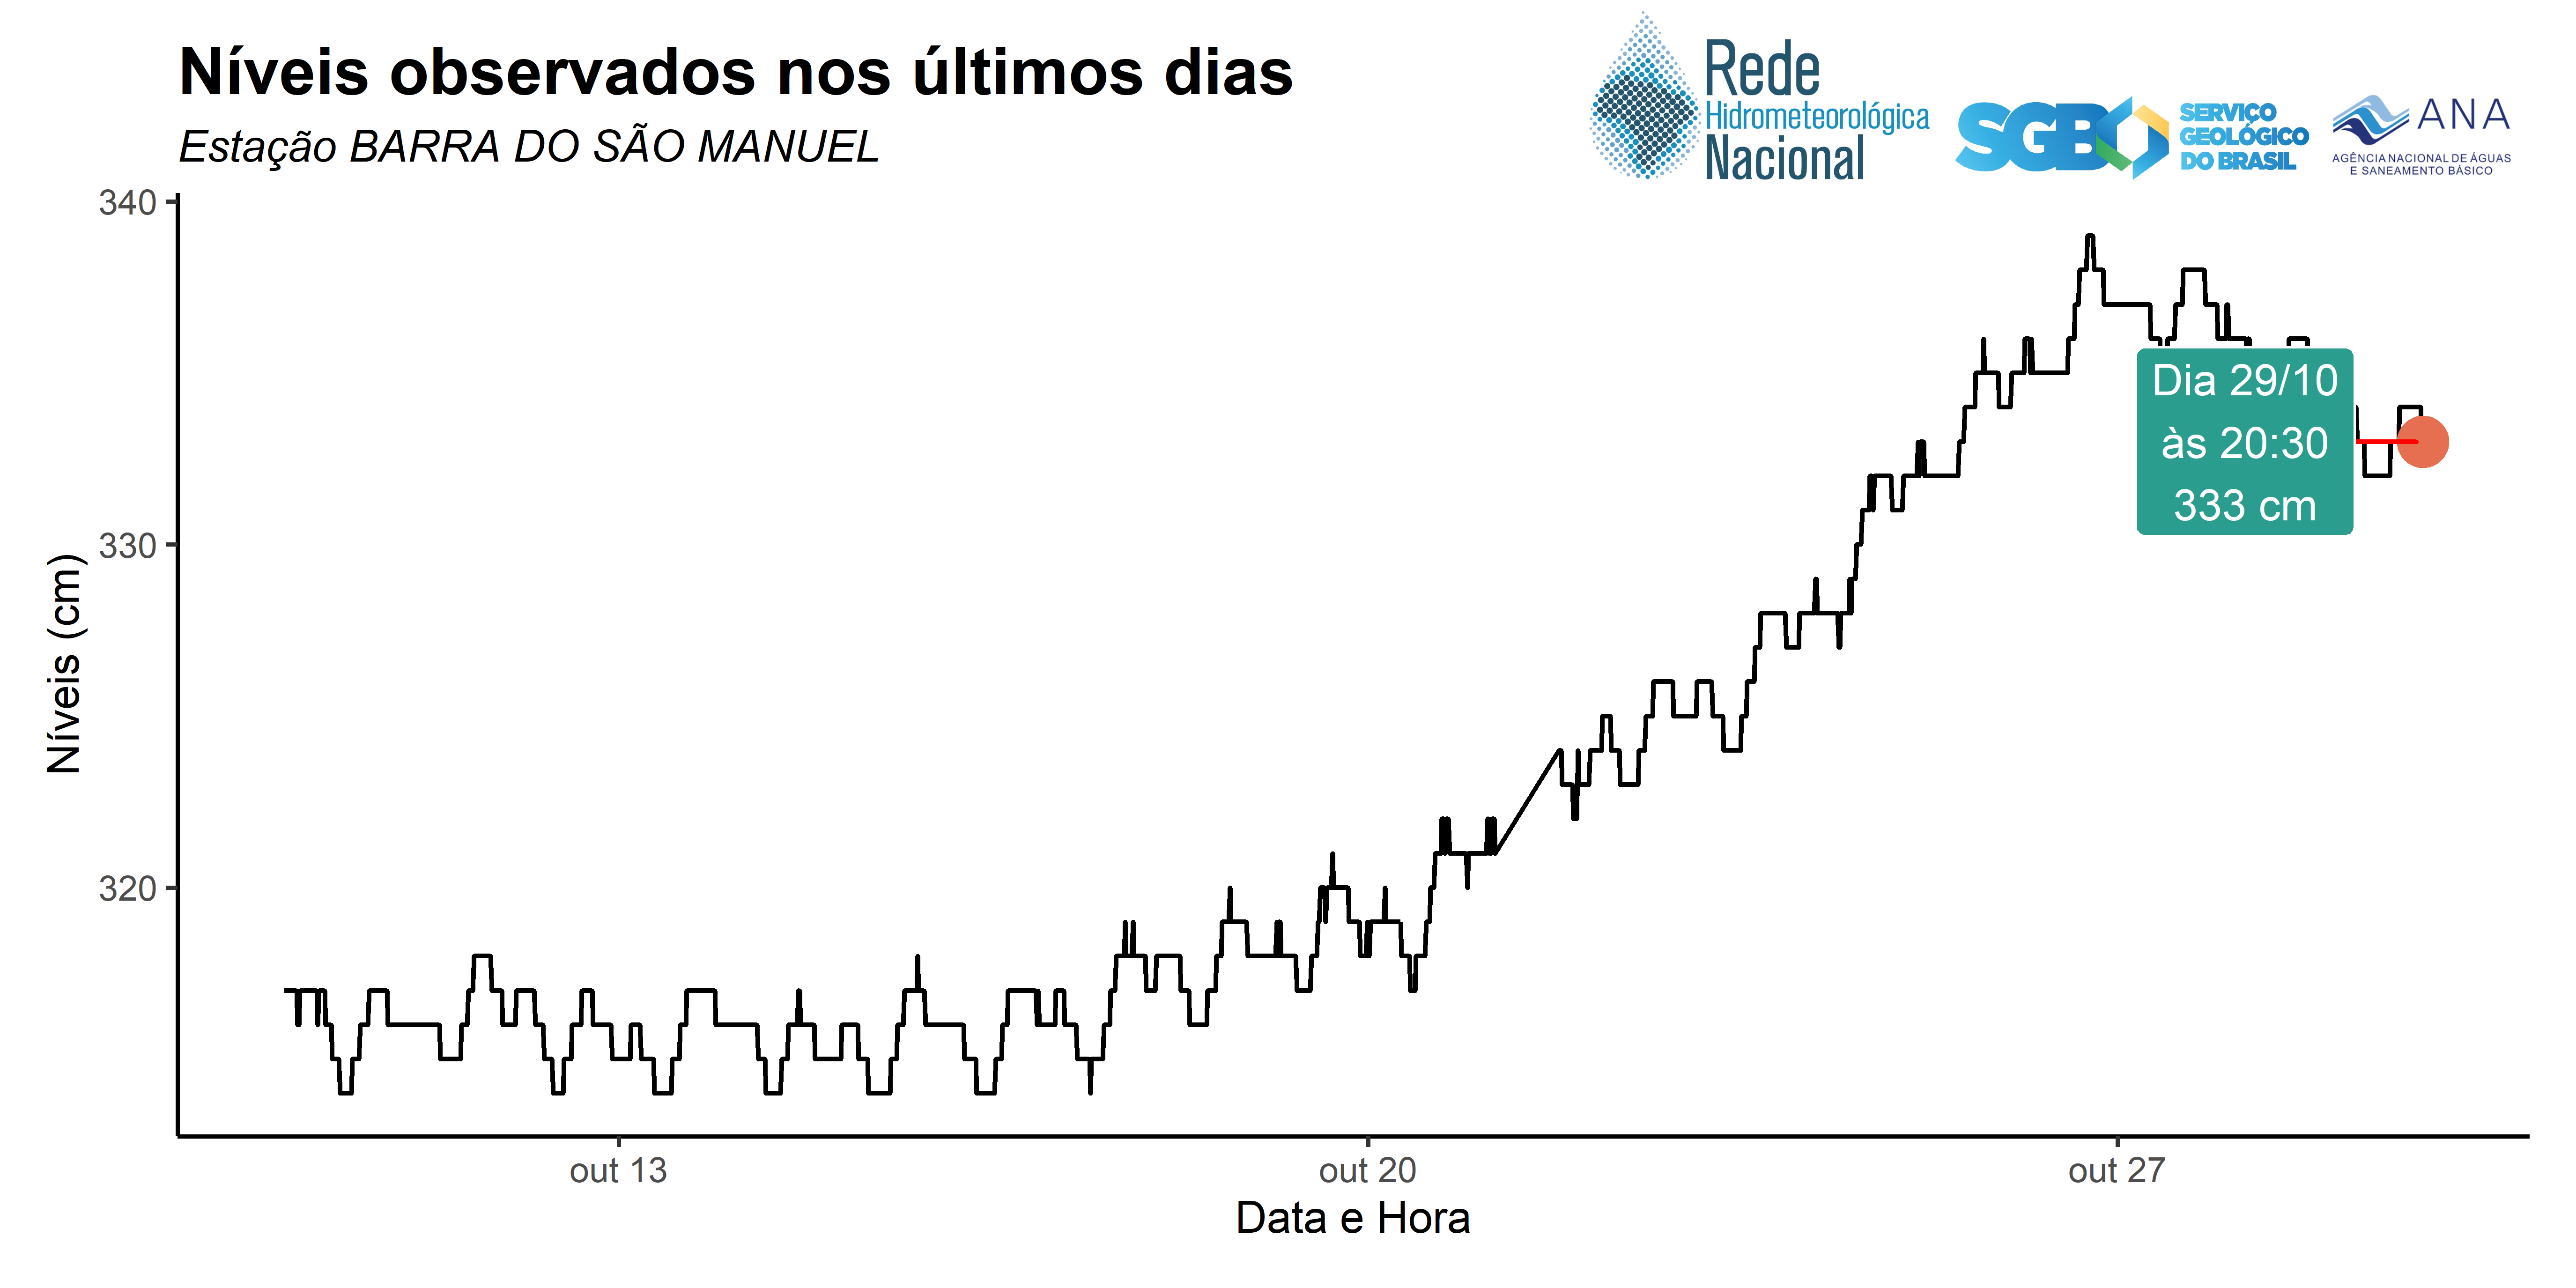 Níveis observados nos últimos dias
Estação BARRA DO SÃO MANUEL
Rede
Hidrometeorológica
Nacional
SGB
SERVIÇO
GEOLÓGICO
DO BRASIL
ANA
AGÊNCIA NACIONAL DE ÁGUAS
E SANEAMENTO BÁSICO
340
330
320
Níveis (cm)
Dia 29/10
às 20:30
333 cm
out 13
out 20
out 27
Data e Hora